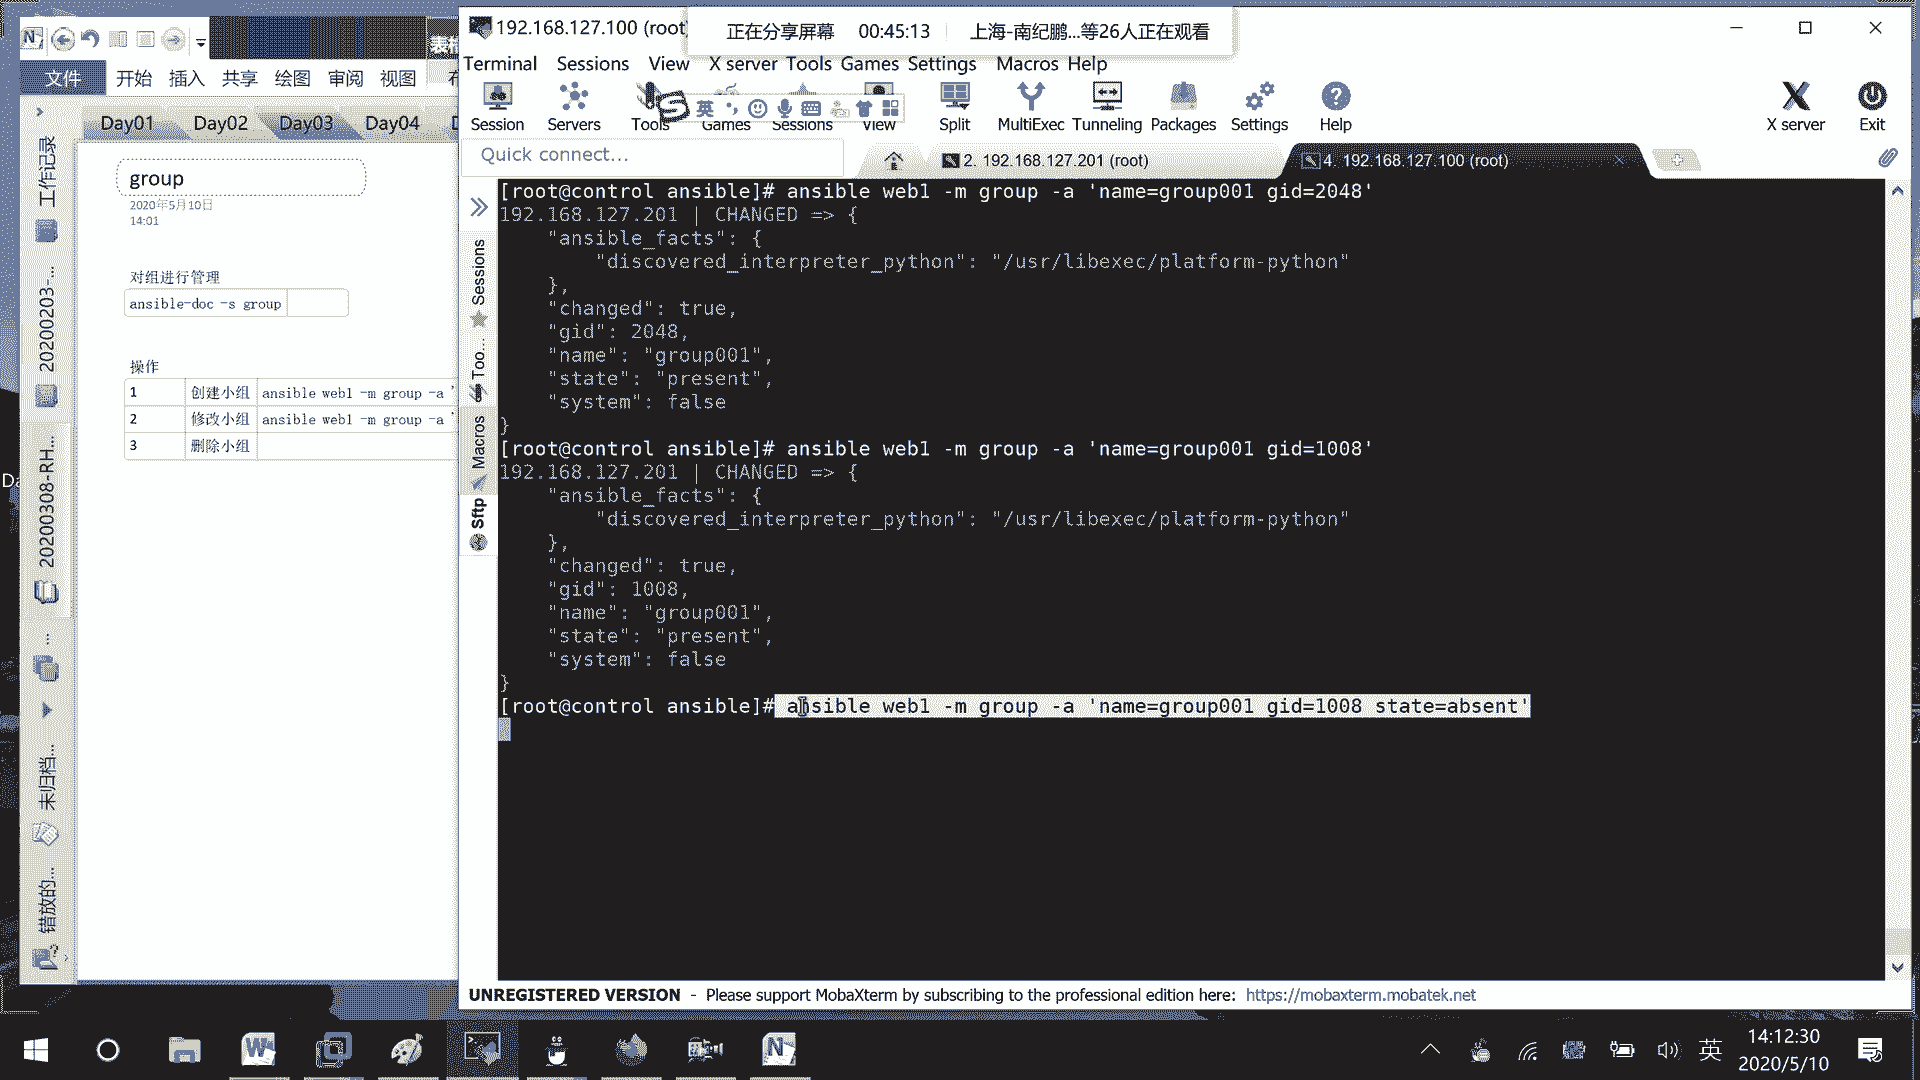 192.168.127.100 (root
正在分享屏幕 00:45:13 上海-南纪鹏...等26人正在观看
文件 开始 插入 共享 绘图 审阅 视图
Terminal Sessions View X server Tools Games Settings Macros Help
英
Session Servers Tools Games Sessions View Split MultiExec Tunneling Packages Settings Help X server Exit
Day01 Day02 Day03 Day04
Quick connect...
2. 192.168.127.201 (root)
4. 192.168.127.100 (root)
工作记录
20200203-...
20200308-RH...
...
未归档...
错放的...
group
2020年5月10日
14:01
对组进行管理
ansible-doc -s group
操作
1 创建小组 ansible web1 -m group -a '
2 修改小组 ansible web1 -m group -a '
3 删除小组
Sessions
Too...
Macros
Sftp
[root@control ansible]# ansible web1 -m group -a 'name=group001 gid=2048'
192.168.127.201 | CHANGED => {
    "ansible_facts": {
        "discovered_interpreter_python": "/usr/libexec/platform-python"
    },
    "changed": true,
    "gid": 2048,
    "name": "group001",
    "state": "present",
    "system": false
}
[root@control ansible]# ansible web1 -m group -a 'name=group001 gid=1008'
192.168.127.201 | CHANGED => {
    "ansible_facts": {
        "discovered_interpreter_python": "/usr/libexec/platform-python"
    },
    "changed": true,
    "gid": 1008,
    "name": "group001",
    "state": "present",
    "system": false
}
[root@control ansible]# ansible web1 -m group -a 'name=group001 gid=1008 state=absent'
UNREGISTERED VERSION - Please support MobaXterm by subscribing to the professional edition here: https://mobaxterm.mobatek.net
英
14:12:30
2020/5/10